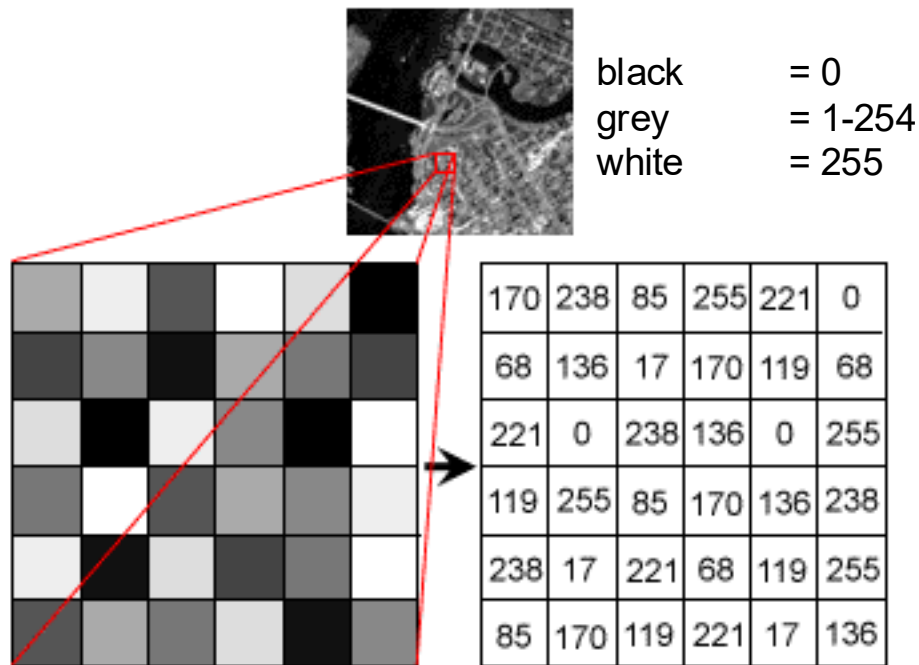 black = 0
grey = 1-254
white = 255
170 238 85 255 221 0
68 136 17 170 119 68
221 0 238 136 0 255
119 255 85 170 136 238
238 17 221 68 119 255
85 170 119 221 17 136